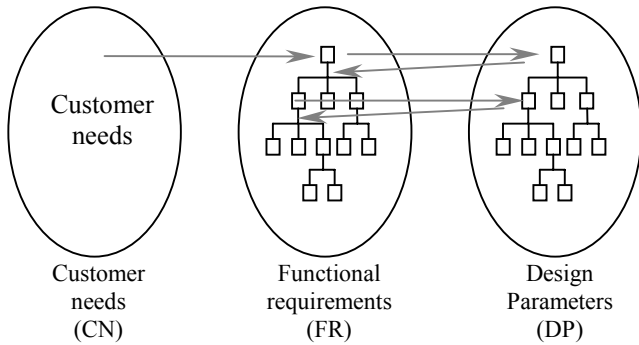 Customer
needs
Customer
needs
(CN)
Functional
requirements
(FR)
Design
Parameters
(DP)